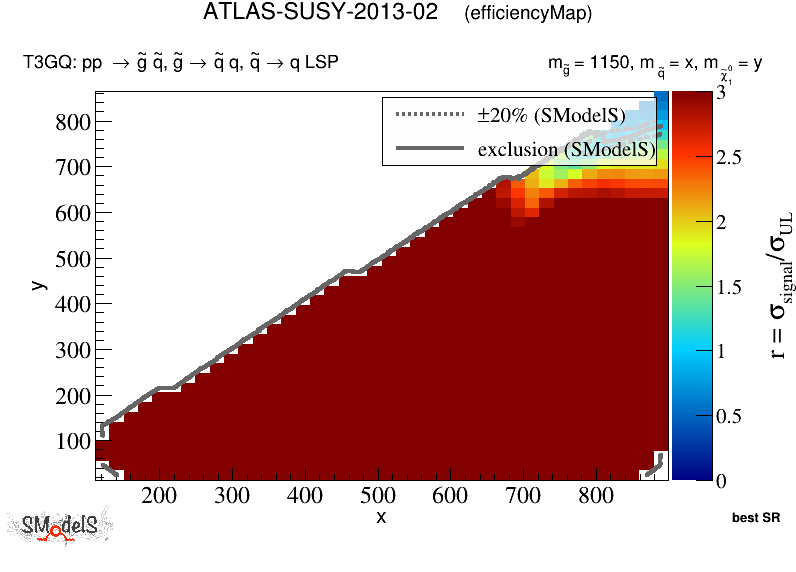 ATLAS-SUSY-2013-02 (efficiencyMap)
T3GQ: pp → g̃ q̃, g̃ → q̃ q, q̃ → q LSP
m_g̃ = 1150, m_q̃ = x, m_χ̃₁⁰ = y
±20% (SModelS)
exclusion (SModelS)
800
700
600
500
400
300
200
100
y
200 300 400 500 600 700 800
x
3
2.5
2
1.5
1
0.5
0
r = σ_signal/σ_UL
best SR
SModelS